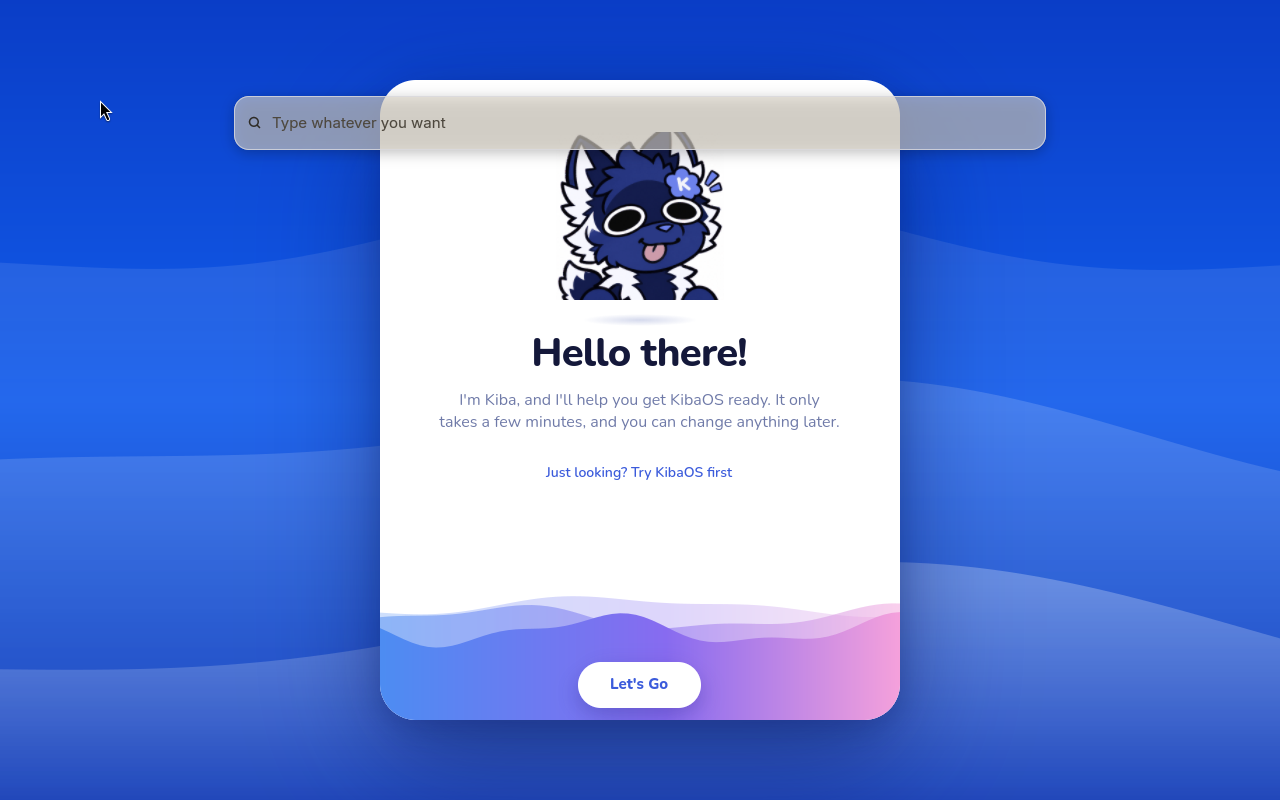 Type whatever you want
K
Hello there!
I'm Kiba, and I'll help you get KibaOS ready. It only
takes a few minutes, and you can change anything later.
Just looking? Try KibaOS first
Let's Go